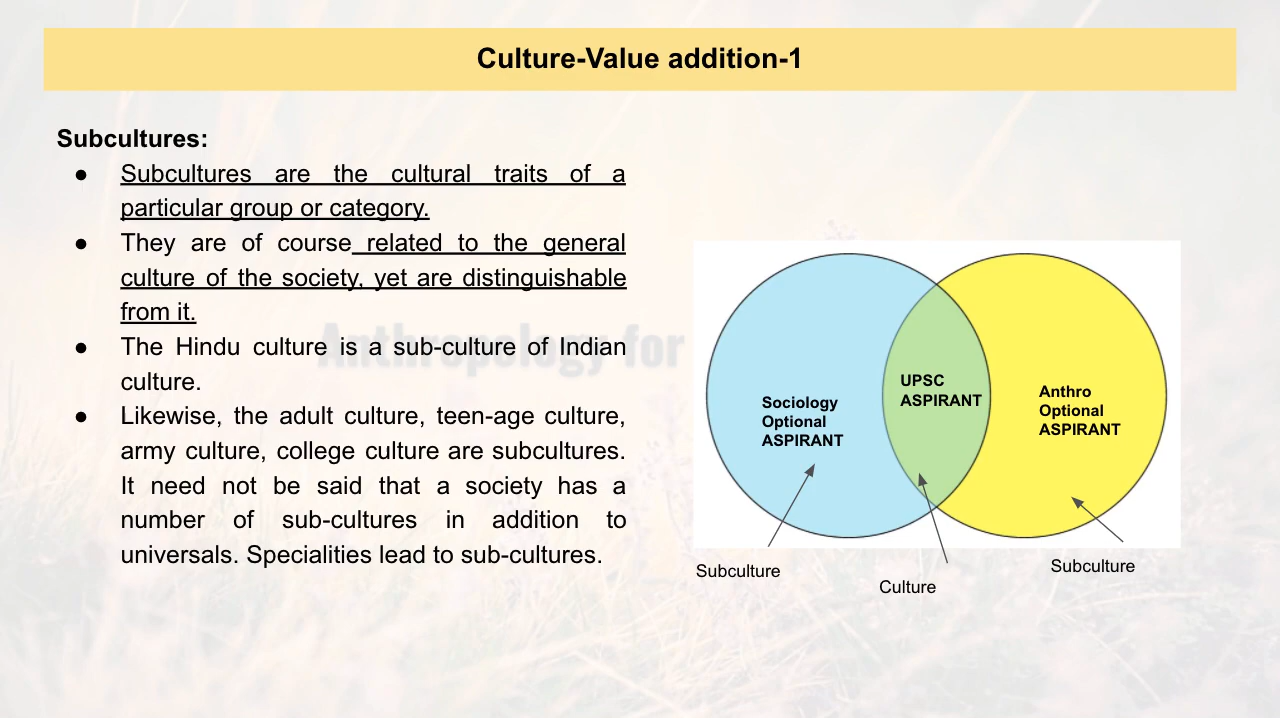 Culture-Value addition-1
Subcultures:
● Subcultures are the cultural traits of a
particular group or category.
● They are of course related to the general
culture of the society, yet are distinguishable
from it.
● The Hindu culture is a sub-culture of Indian
culture.
● Likewise, the adult culture, teen-age culture,
army culture, college culture are subcultures.
It need not be said that a society has a
number of sub-cultures in addition to
universals. Specialities lead to sub-cultures.
Anthropology for
Sociology
Optional
ASPIRANT
UPSC
ASPIRANT
Anthro
Optional
ASPIRANT
Subculture
Culture
Subculture